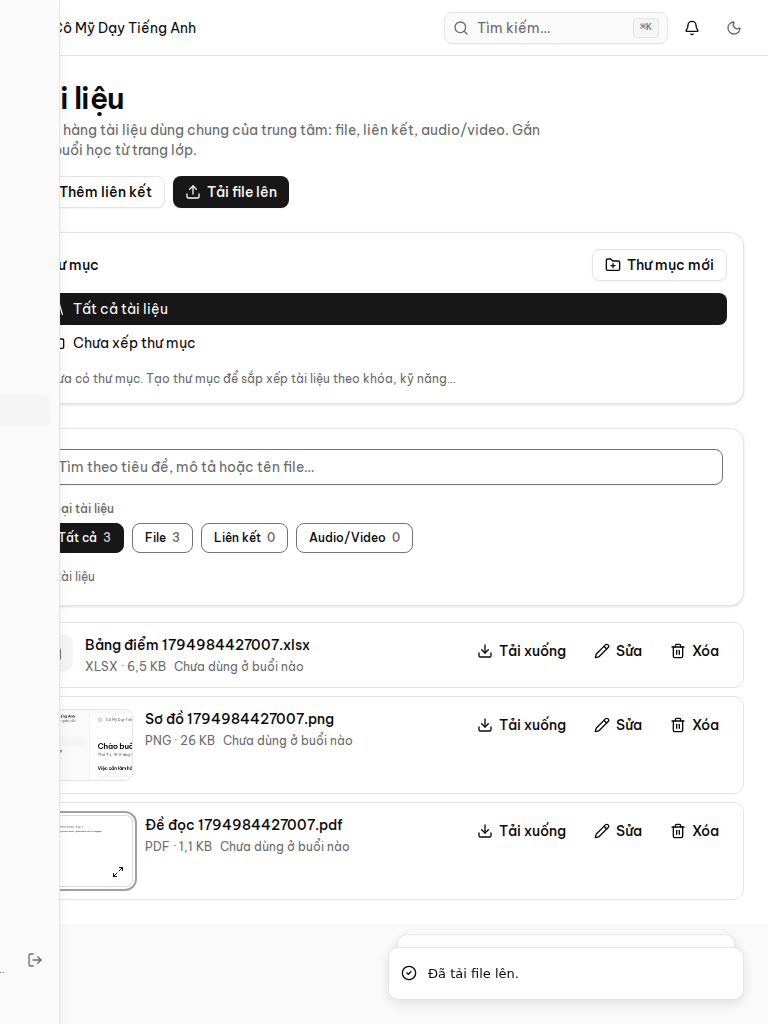 Cô Mỹ Dạy Tiếng Anh
Tìm kiếm...
⌘K
i liệu
hàng tài liệu dùng chung của trung tâm: file, liên kết, audio/video. Gắn
buổi học từ trang lớp.
Thêm liên kết
Tải file lên
ư mục
Thư mục mới
Tất cả tài liệu
Chưa xếp thư mục
ưa có thư mục. Tạo thư mục để sắp xếp tài liệu theo khóa, kỹ năng...
Tìm theo tiêu đề, mô tả hoặc tên file...
ại tài liệu
Tất cả 3
File 3
Liên kết 0
Audio/Video 0
tài liệu
Bảng điểm 1794984427007.xlsx
XLSX · 6,5 KB Chưa dùng ở buổi nào
Tải xuống
Sửa
Xóa
Sơ đồ 1794984427007.png
PNG · 26 KB Chưa dùng ở buổi nào
Tải xuống
Sửa
Xóa
Chào buổ
Đề đọc 1794984427007.pdf
PDF · 1,1 KB Chưa dùng ở buổi nào
Tải xuống
Sửa
Xóa
Đã tải file lên.